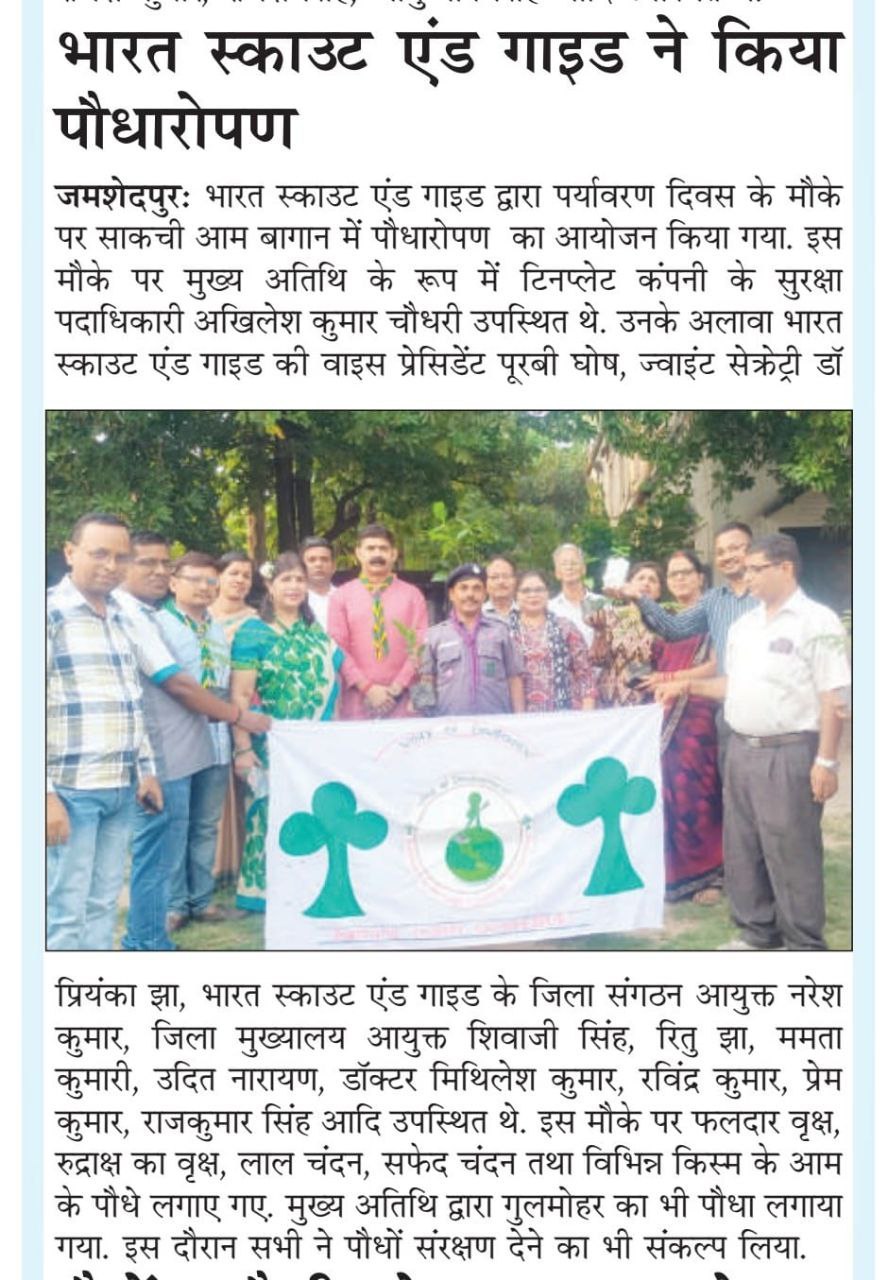 भारत स्काउट एंड गाइड ने किया
पौधारोपण
जमशेदपुर: भारत स्काउट एंड गाइड द्वारा पर्यावरण दिवस के मौके
पर साकची आम बागान में पौधारोपण का आयोजन किया गया. इस
मौके पर मुख्य अतिथि के रूप में टिनप्लेट कंपनी के सुरक्षा
पदाधिकारी अखिलेश कुमार चौधरी उपस्थित थे. उनके अलावा भारत
स्काउट एंड गाइड की वाइस प्रेसिडेंट पूरबी घोष, ज्वाइंट सेक्रेट्री डॉ
प्रियंका झा, भारत स्काउट एंड गाइड के जिला संगठन आयुक्त नरेश
कुमार, जिला मुख्यालय आयुक्त शिवाजी सिंह, रितु झा, ममता
कुमारी, उदित नारायण, डॉक्टर मिथिलेश कुमार, रविंद्र कुमार, प्रेम
कुमार, राजकुमार सिंह आदि उपस्थित थे. इस मौके पर फलदार वृक्ष,
रुद्राक्ष का वृक्ष, लाल चंदन, सफेद चंदन तथा विभिन्न किस्म के आम
के पौधे लगाए गए. मुख्य अतिथि द्वारा गुलमोहर का भी पौधा लगाया
गया. इस दौरान सभी ने पौधों संरक्षण देने का भी संकल्प लिया.